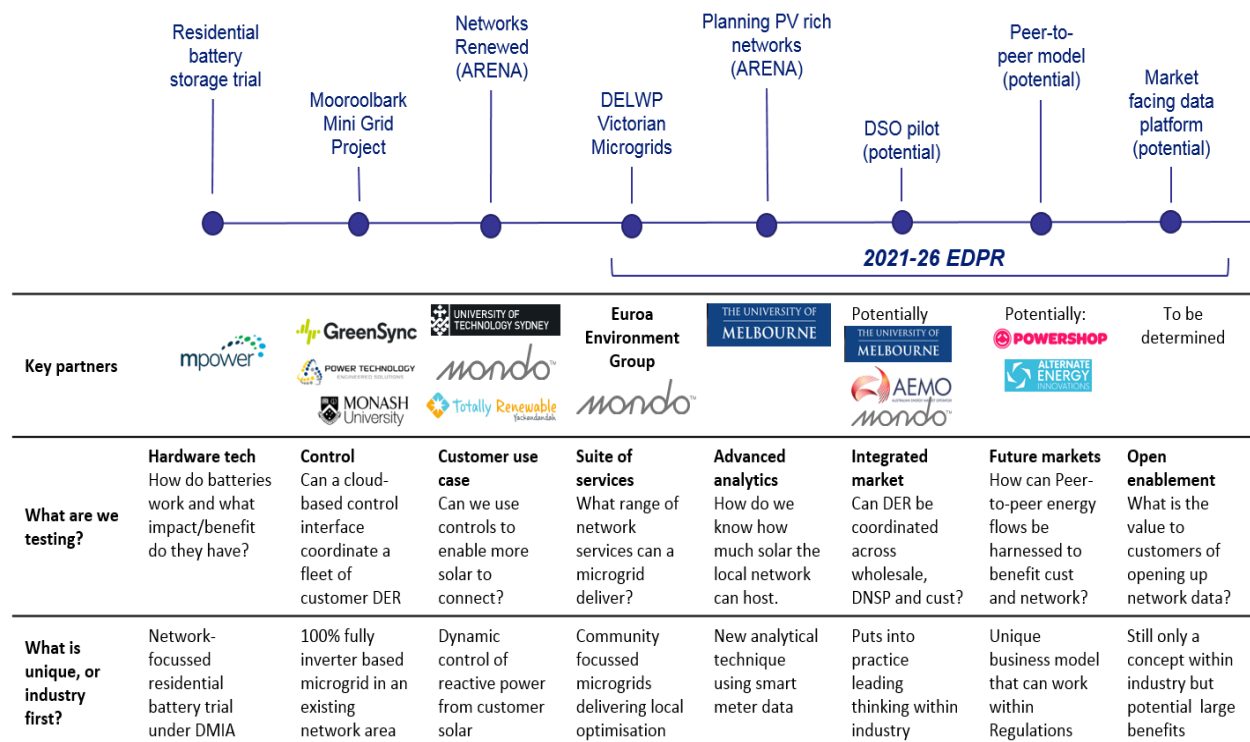 Residential
battery
storage trial
Mooroolbark
Mini Grid
Project
Networks
Renewed
(ARENA)
DELWP
Victorian
Microgrids
Planning PV rich
networks
(ARENA)
DSO pilot
(potential)
Peer-to-
peer model
(potential)
Market
facing data
platform
(potential)
2021-26 EDPR
Key partners
mpower
GreenSync
POWER TECHNOLOGY
ENGINEERED SOLUTIONS
MONASH
University
UNIVERSITY OF
TECHNOLOGY SYDNEY
mondo™
Totally Renewable
Yackandandah
Euroa
Environment
Group
mondo™
THE UNIVERSITY OF
MELBOURNE
Potentially
THE UNIVERSITY OF
MELBOURNE
AEMO
AUSTRALIAN ENERGY MARKET OPERATOR
mondo™
Potentially:
POWERSHOP
ALTERNATE
ENERGY
INNOVATIONS
To be
determined
What are we
testing?
Hardware tech
How do batteries
work and what
impact/benefit
do they have?
Control
Can a cloud-
based control
interface
coordinate a
fleet of
customer DER
Customer use
case
Can we use
controls to
enable more
solar to
connect?
Suite of
services
What range of
network
services can a
microgrid
deliver?
Advanced
analytics
How do we
know how
much solar the
local network
can host.
Integrated
market
Can DER be
coordinated
across
wholesale,
DNSP and cust?
Future markets
How can Peer-
to-peer energy
flows be
harnessed to
benefit cust
and network?
Open
enablement
What is the
value to
customers of
opening up
network data?
What is
unique, or
industry
first?
Network-
focussed
residential
battery trial
under DMIA
100% fully
inverter based
microgrid in an
existing
network area
Dynamic
control of
reactive power
from customer
solar
Community
focussed
microgrids
delivering local
optimisation
New analytical
technique
using smart
meter data
Puts into
practice
leading
thinking within
industry
Unique
business model
that can work
within
Regulations
Still only a
concept within
industry but
potential large
benefits